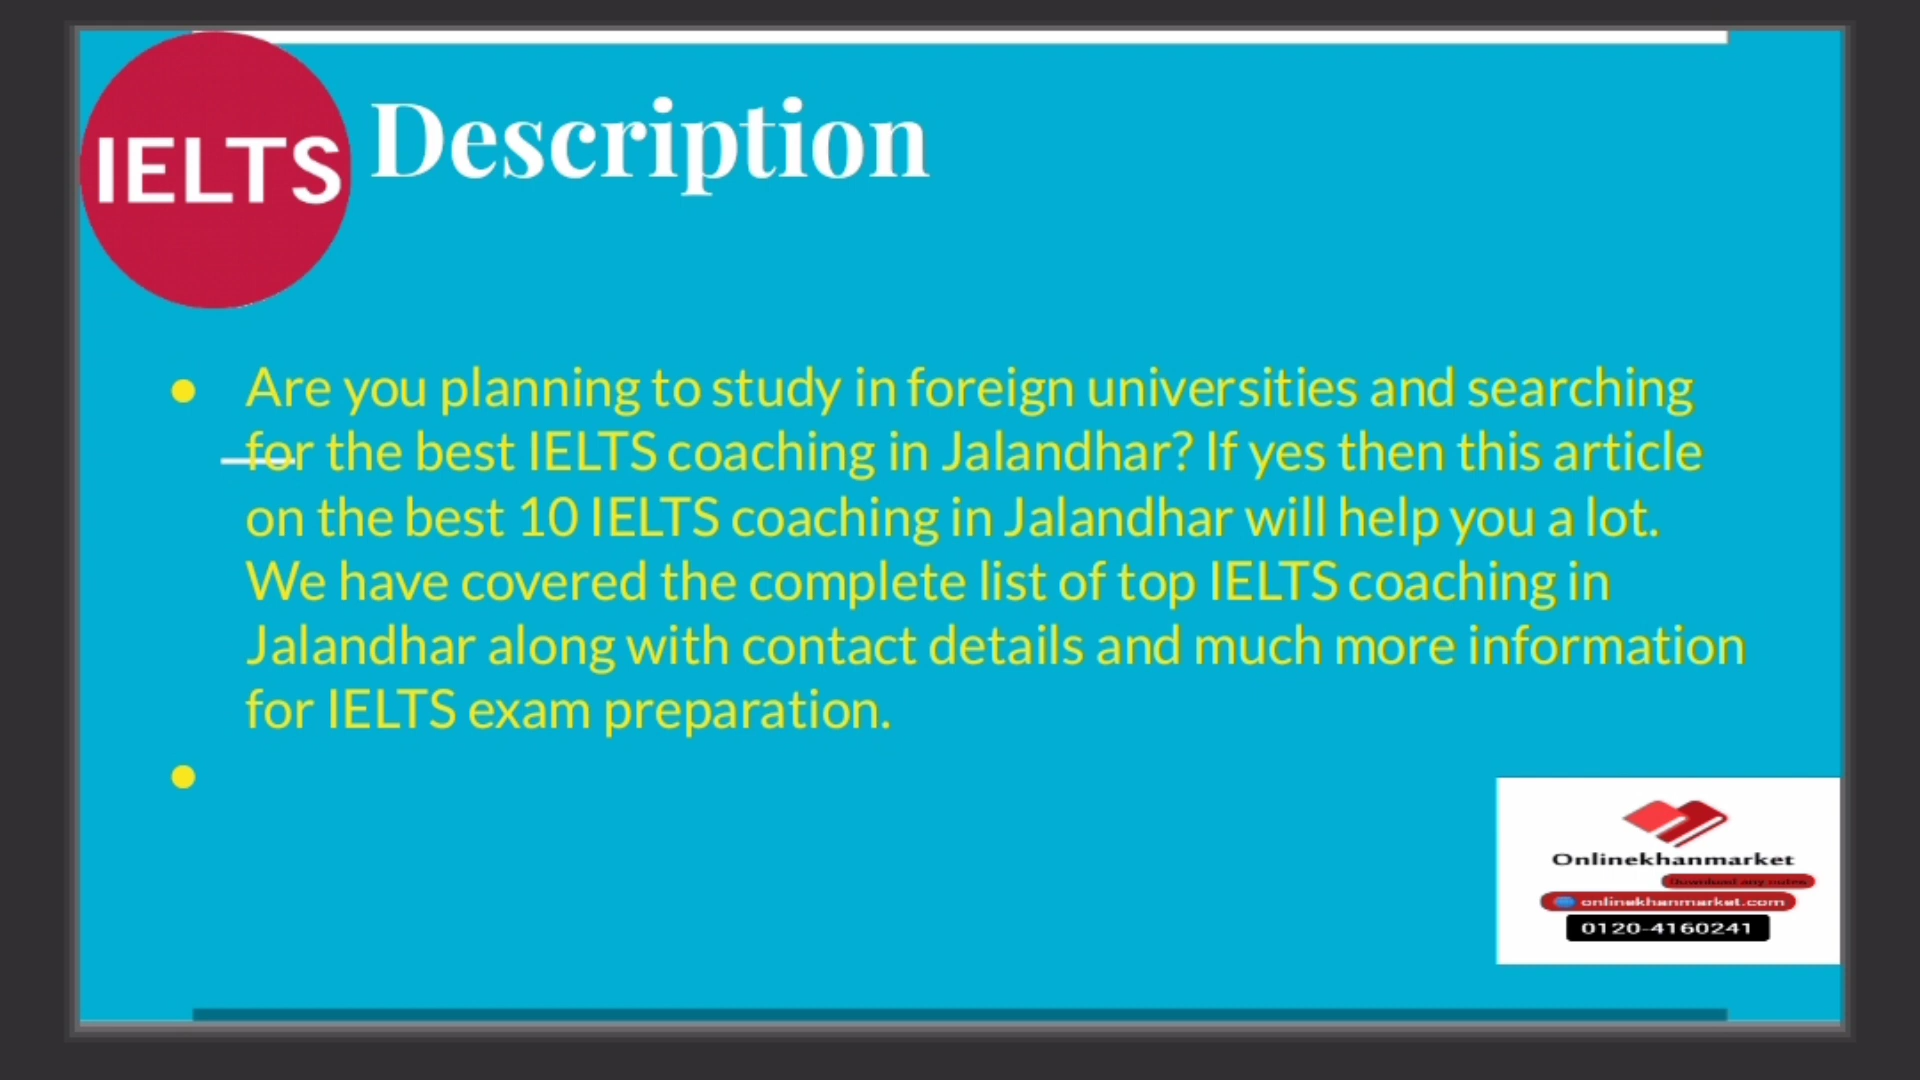 IELTS
Description
Are you planning to study in foreign universities and searching
for the best IELTS coaching in Jalandhar? If yes then this article
on the best 10 IELTS coaching in Jalandhar will help you a lot.
We have covered the complete list of top IELTS coaching in
Jalandhar along with contact details and much more information
for IELTS exam preparation.
Onlinekhanmarket
Download any notes
onlinekhanmarket.com
0120-4160241